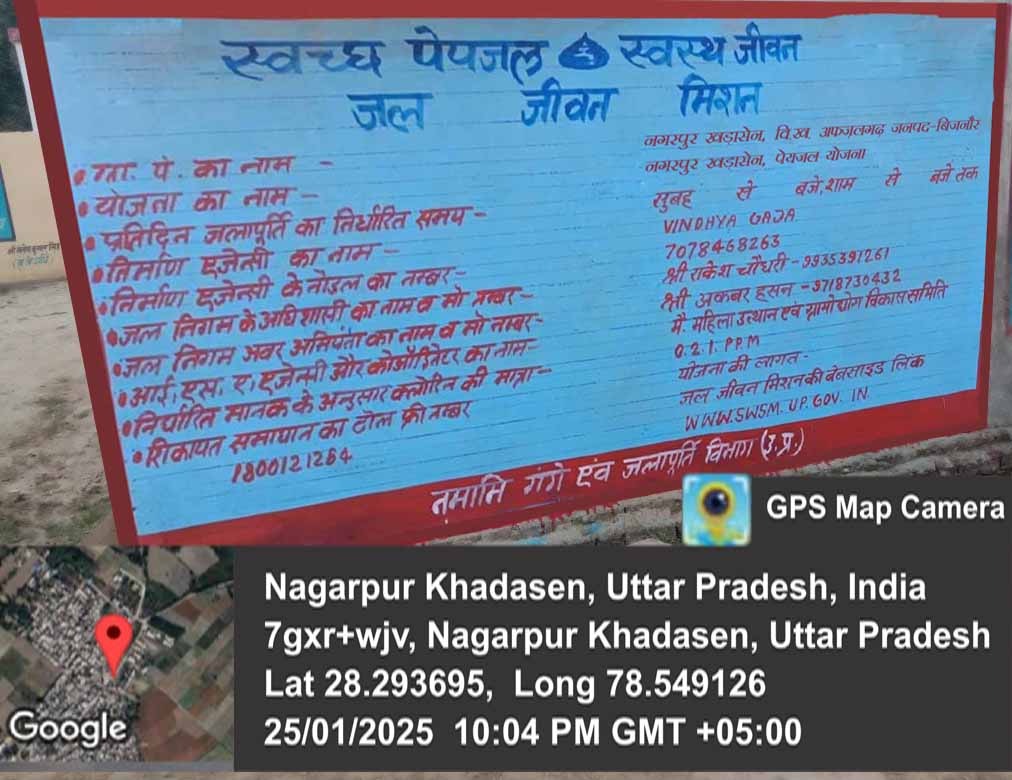 स्वच्छ पेयजल स्वस्थ जीवन
जल जीवन मिशन
• ग्रा. पं. का नाम - नगरपुर खड़ासेन, वि.ख. अफजलगढ़ जनपद-बिजनौर
• योजना का नाम - नगरपुर खड़ासेन, पेयजल योजना
• प्रतिदिन जलापूर्ति का निर्धारित समय - सुबह से बजे, शाम से बजे तक
• निर्माण एजेन्सी का नाम - VINDHYA GAJA
• निर्माण एजेन्सी के नोडल का नम्बर - 7078468263
• जल निगम के अधिशासी का नाम व मो नम्बर - श्री राकेश चौधरी - 9935391261
• जल निगम अवर अभियंता का नाम व मो नम्बर - श्री अकबर हसन - 9718730432
• आई. एस. ए. एजेन्सी और कोऑर्डिनेटर का नाम - मै. महिला उत्थान एवं ग्रामोद्योग विकास समिति
• निर्धारित मानक के अनुसार क्लोरिन की मात्रा - 0.2 1. PPM
• शिकायत समाधान का टोल फ्री नम्बर
1800121264
योजना की लागत -
जल जीवन मिशन की बेबसाइड लिंक
WWW.SWSM.UP.GOV. IN
नमामि गंगे एंव जलापूर्ति विभाग (उ.प्र.)
GPS Map Camera
Nagarpur Khadasen, Uttar Pradesh, India
7gxr+wjv, Nagarpur Khadasen, Uttar Pradesh
Lat 28.293695, Long 78.549126
25/01/2025 10:04 PM GMT +05:00
Google